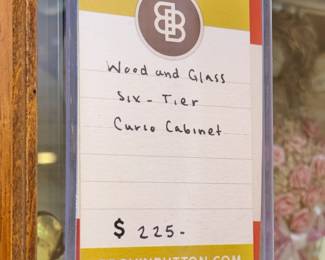 Wood and Glass
Six-Tier
Curio Cabinet
$ 225-